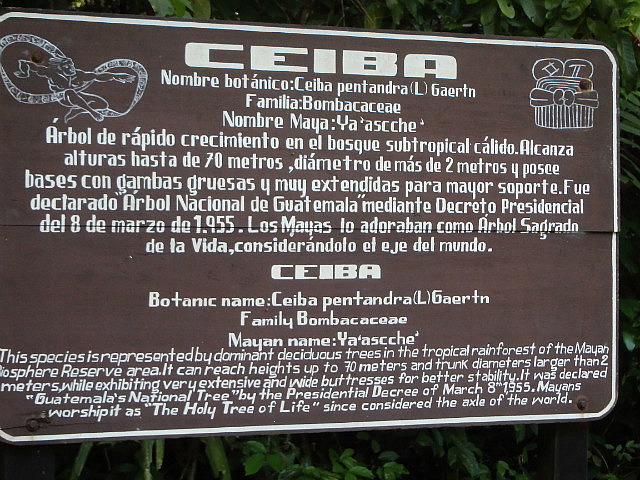 CEIBA
Nombre botánico:Ceiba pentandra(L)Gaertn
Familia:Bombacaceae
Nombre Maya:Ya'ascche'
Árbol de rápido crecimiento en el bosque subtropical cálido.Alcanza
alturas hasta de 70 metros,diámetro de más de 2 metros y posee
bases con gambas gruesas y muy extendidas para mayor soporte.Fue
declarado "Árbol Nacional de Guatemala"mediante Decreto Presidencial
del 8 de marzo de 1,955. Los Mayas lo adoraban como Árbol Sagrado
de la Vida,considerándolo el eje del mundo.
CEIBA
Botanic name:Ceiba pentandra(L)Gaertn
Family Bombacaceae
Mayan name:Ya'ascche'
This species is represented by dominant deciduous trees in the tropical rainforest of the Mayan
Biosphere Reserve area.It can reach heights up to 70 meters and trunk diameters larger than 2
meters,while exhibiting very extensive and wide buttresses for better stability.It was declared
"Guatemala's National Tree"by the Presidential Decree of March 8th 1955. Mayans
worshipit as "The Holy Tree of Life" since considered the axle of the world.